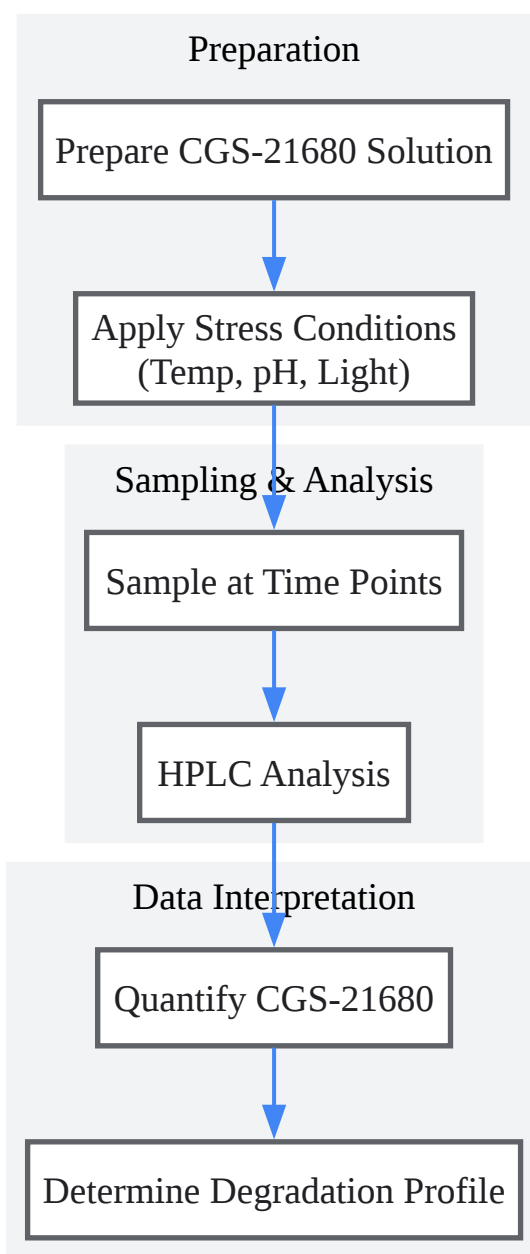 Preparation
Prepare CGS-21680 Solution
Apply Stress Conditions
(Temp, pH, Light)
Sampling & Analysis
Sample at Time Points
HPLC Analysis
Data Interpretation
Quantify CGS-21680
Determine Degradation Profile